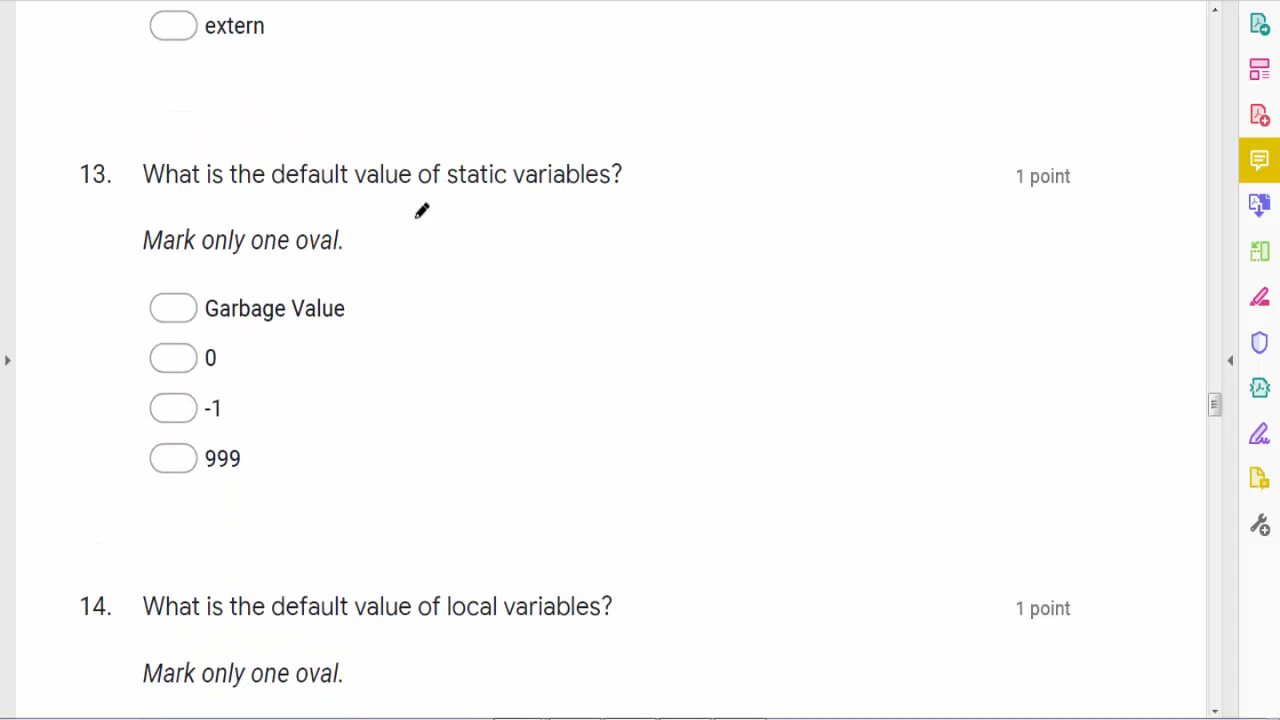 extern
13. What is the default value of static variables? 1 point
Mark only one oval.
Garbage Value
0
-1
999
14. What is the default value of local variables? 1 point
Mark only one oval.